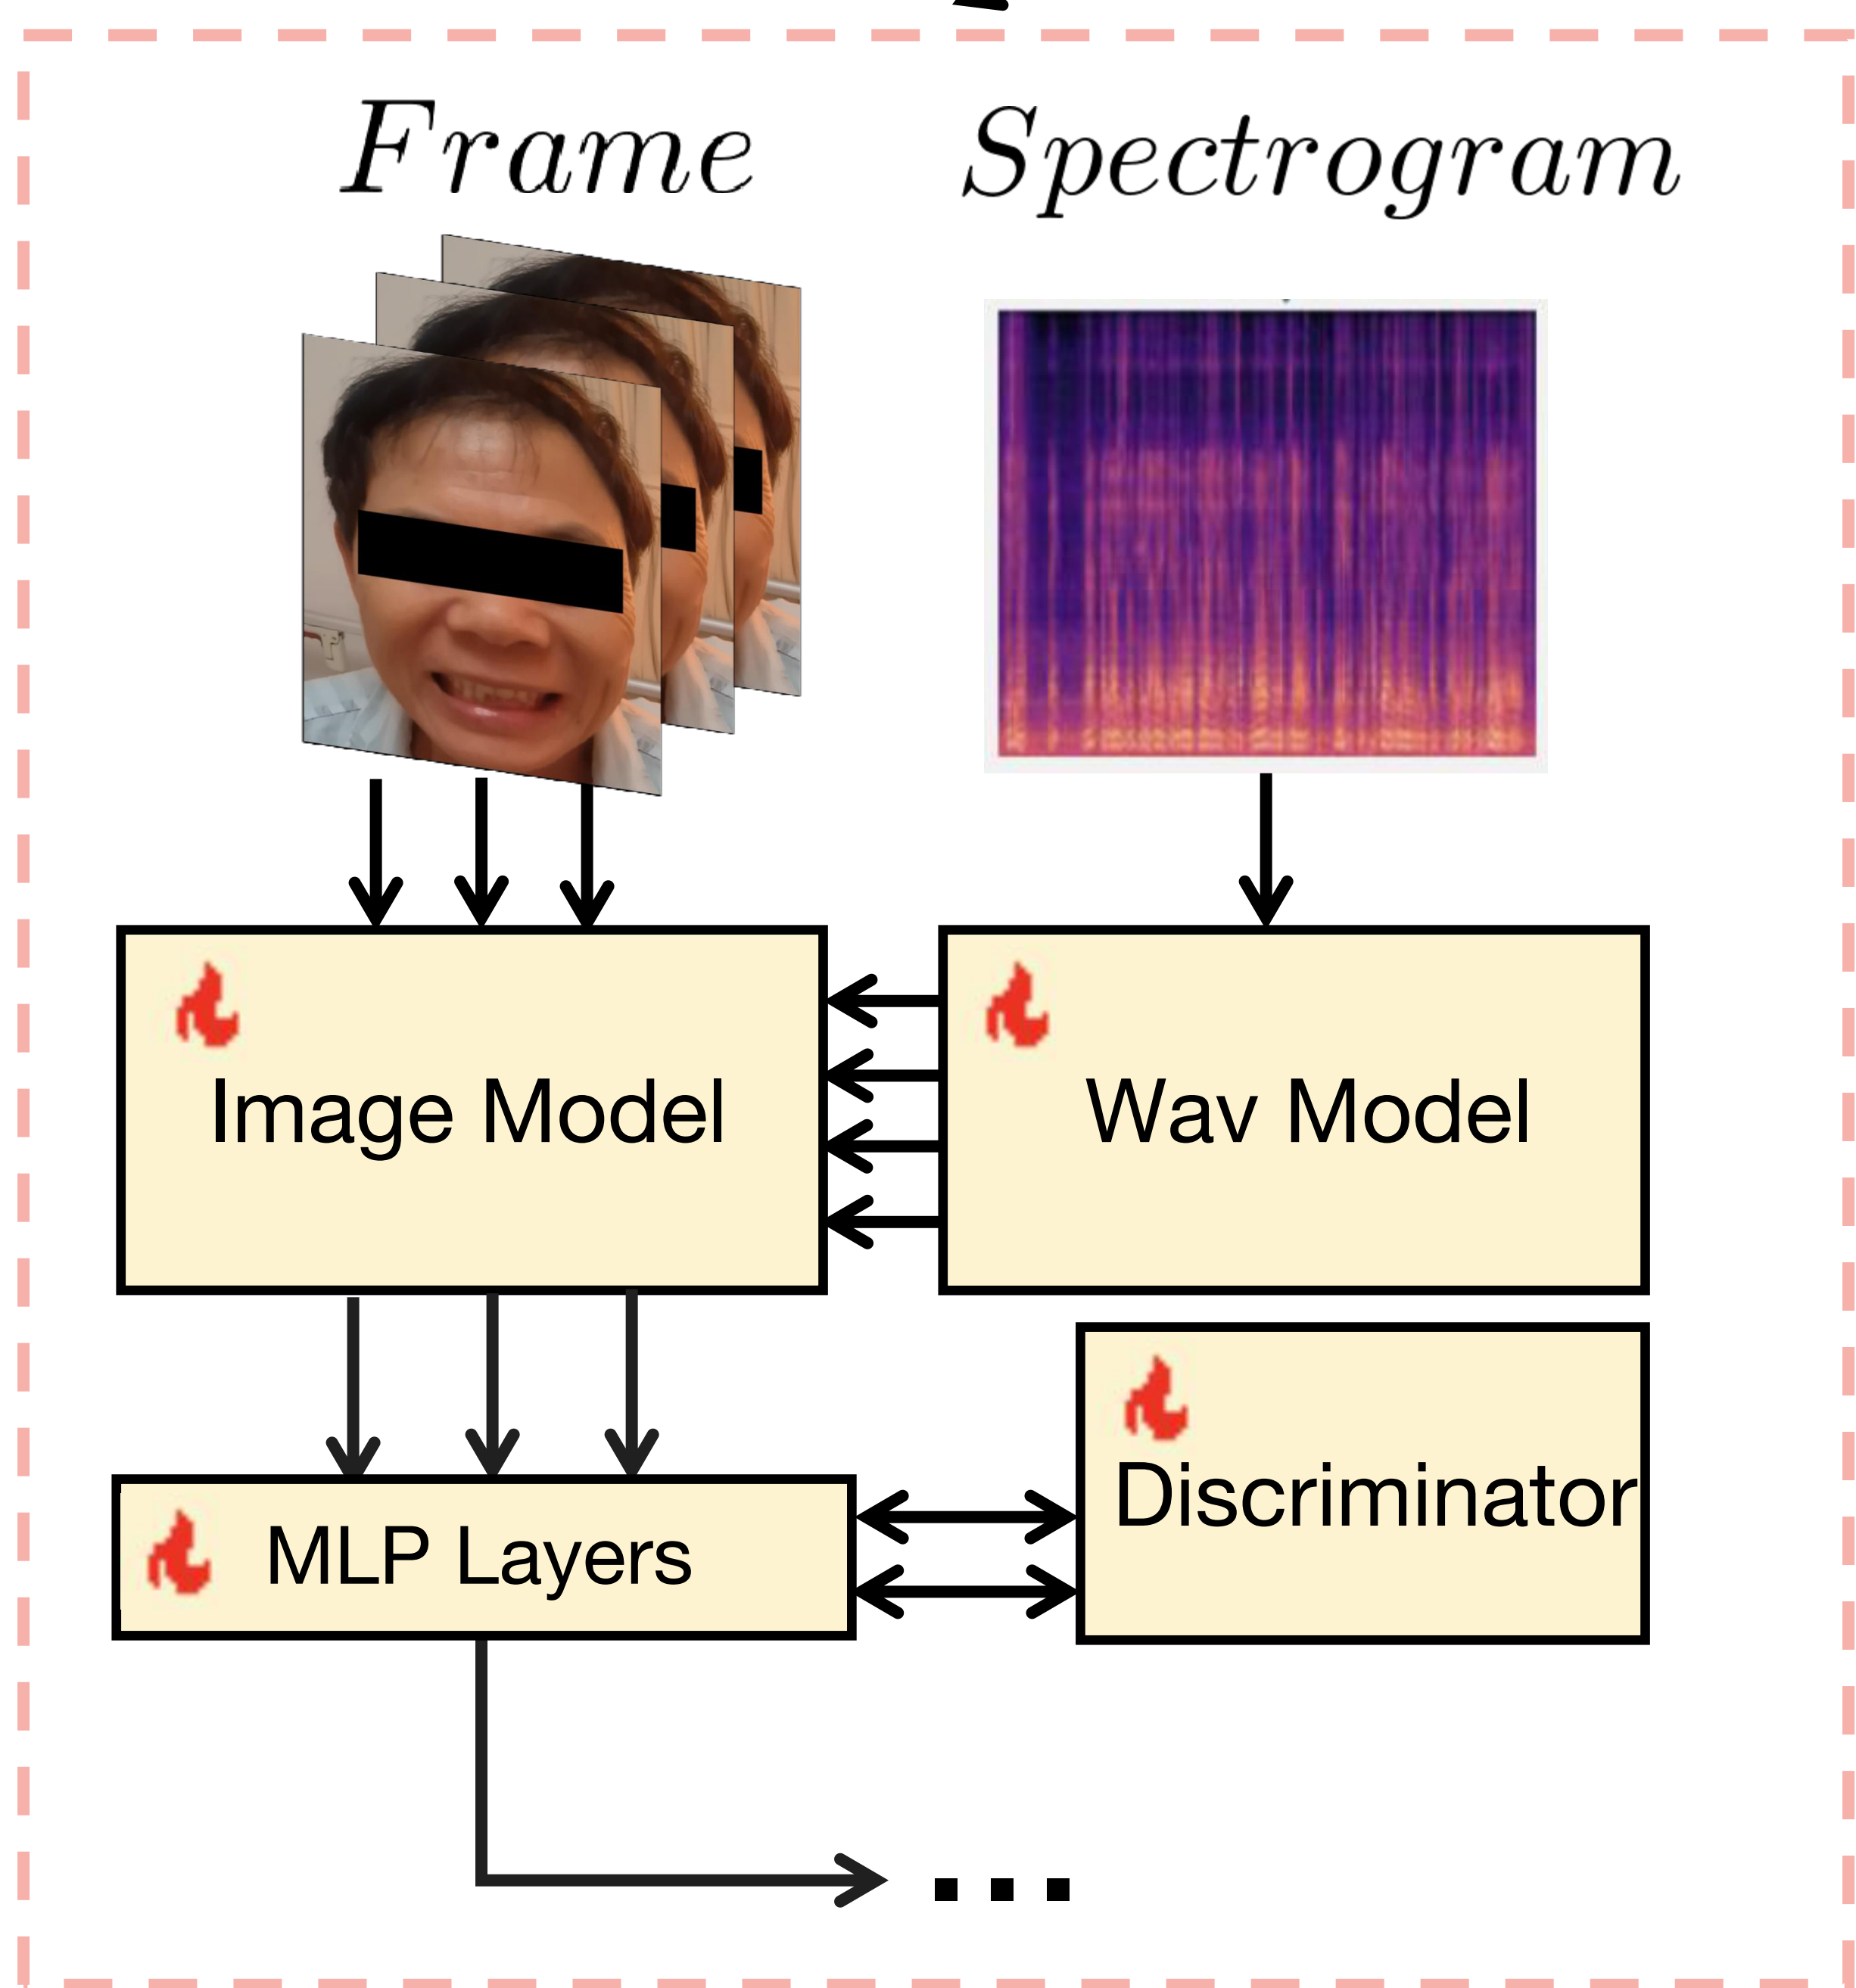 Frame
Spectrogram
Image Model
Wav Model
Discriminator
MLP Layers
...